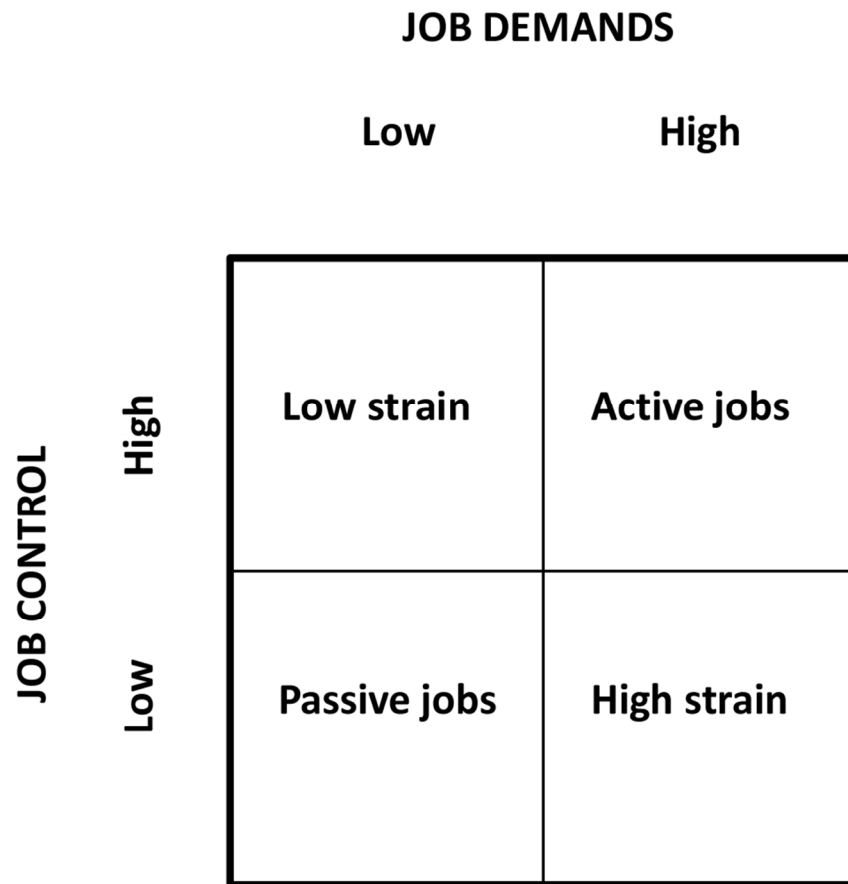 JOB DEMANDS
Low High
JOB CONTROL
High
Low strain Active jobs
Low
Passive jobs High strain